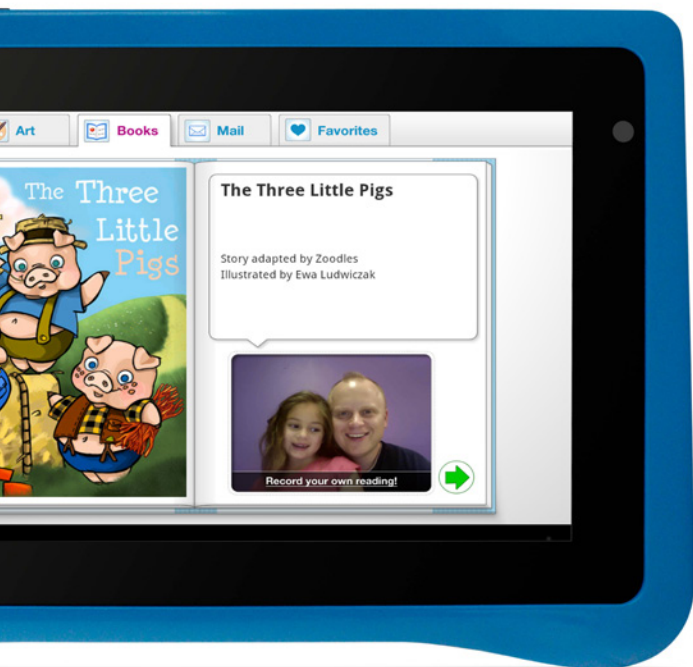 Art
Books
Mail
Favorites
The Three
Little
Pigs
The Three Little Pigs
Story adapted by Zoodles
Illustrated by Ewa Ludwiczak
Record your own reading!